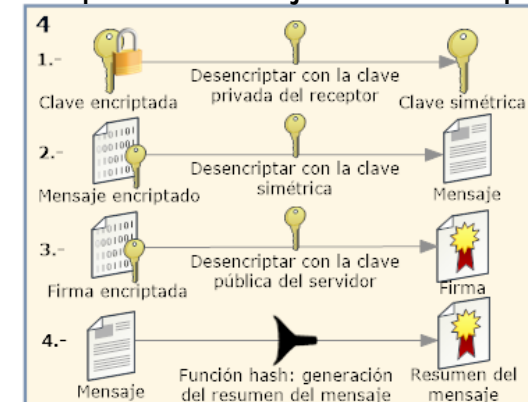 4
1.-
Desencriptar con la clave
privada del receptor
Clave encriptada
Clave simétrica
2.-
Desencriptar con la clave
simétrica
Mensaje encriptado
Mensaje
3.-
Desencriptar con la clave
pública del servidor
Firma encriptada
Firma
4.-
Función hash: generación
del resumen del mensaje
Mensaje
Resumen del
mensaje